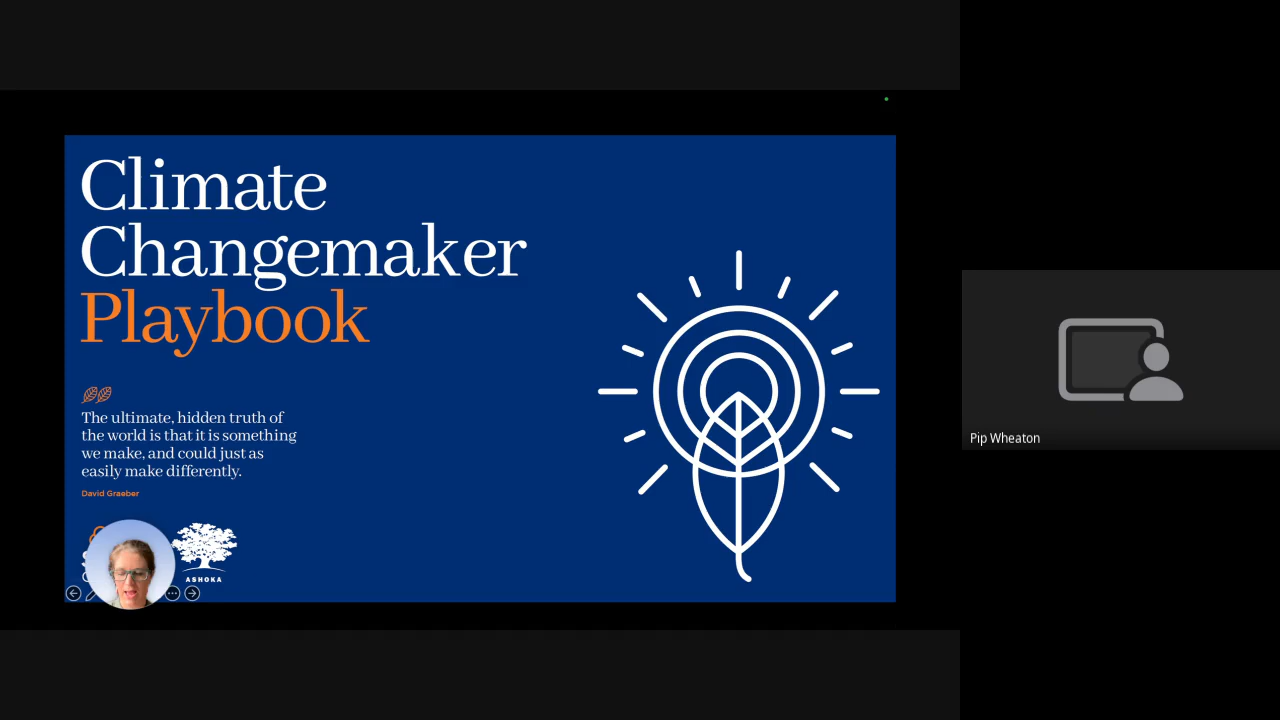 Climate
Changemaker
Playbook
The ultimate, hidden truth of
the world is that it is something
we make, and could just as
easily make differently.
David Graeber
ASHOKA
Pip Wheaton